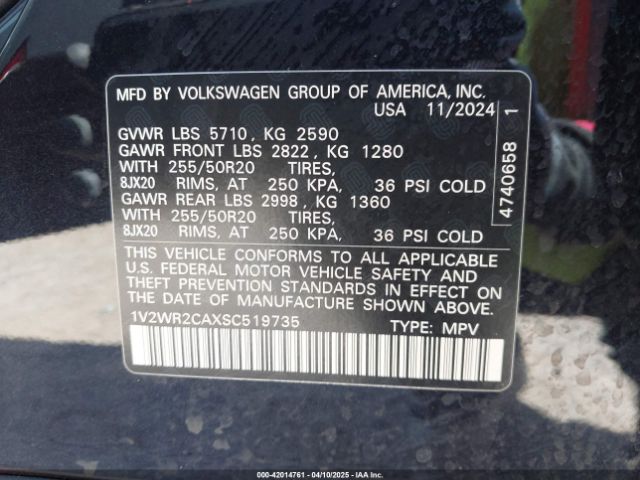 MFD BY VOLKSWAGEN GROUP OF AMERICA, INC.
USA 11/2024
GVWR LBS 5710, KG 2590
GAWR FRONT LBS 2822, KG 1280
WITH 255/50R20 TIRES,
8JX20 RIMS, AT 250 KPA, 36 PSI COLD
GAWR REAR LBS 2998, KG 1360
WITH 255/50R20 TIRES,
8JX20 RIMS, AT 250 KPA, 36 PSI COLD
THIS VEHICLE CONFORMS TO ALL APPLICABLE
U.S. FEDERAL MOTOR VEHICLE SAFETY AND
THEFT PREVENTION STANDARDS IN EFFECT ON
THE DATE OF MANUFACTURE SHOWN ABOVE.
1V2WR2CAXSC519735 TYPE: MPV
4740658 1
000-42014761 - 04/10/2025 - IAAI.COM